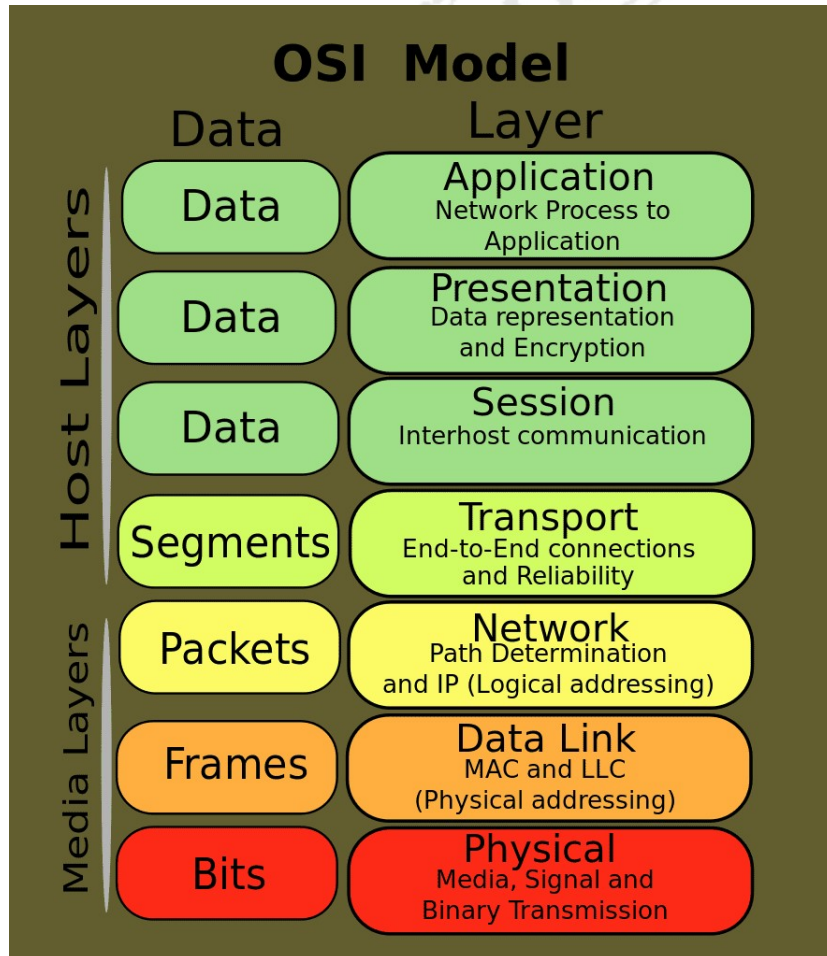 OSI Model
Data
Layer
Host Layers
Data
Application
Network Process to
Application
Data
Presentation
Data representation
and Encryption
Data
Session
Interhost communication
Segments
Transport
End-to-End connections
and Reliability
Media Layers
Packets
Network
Path Determination
and IP (Logical addressing)
Frames
Data Link
MAC and LLC
(Physical addressing)
Bits
Physical
Media, Signal and
Binary Transmission